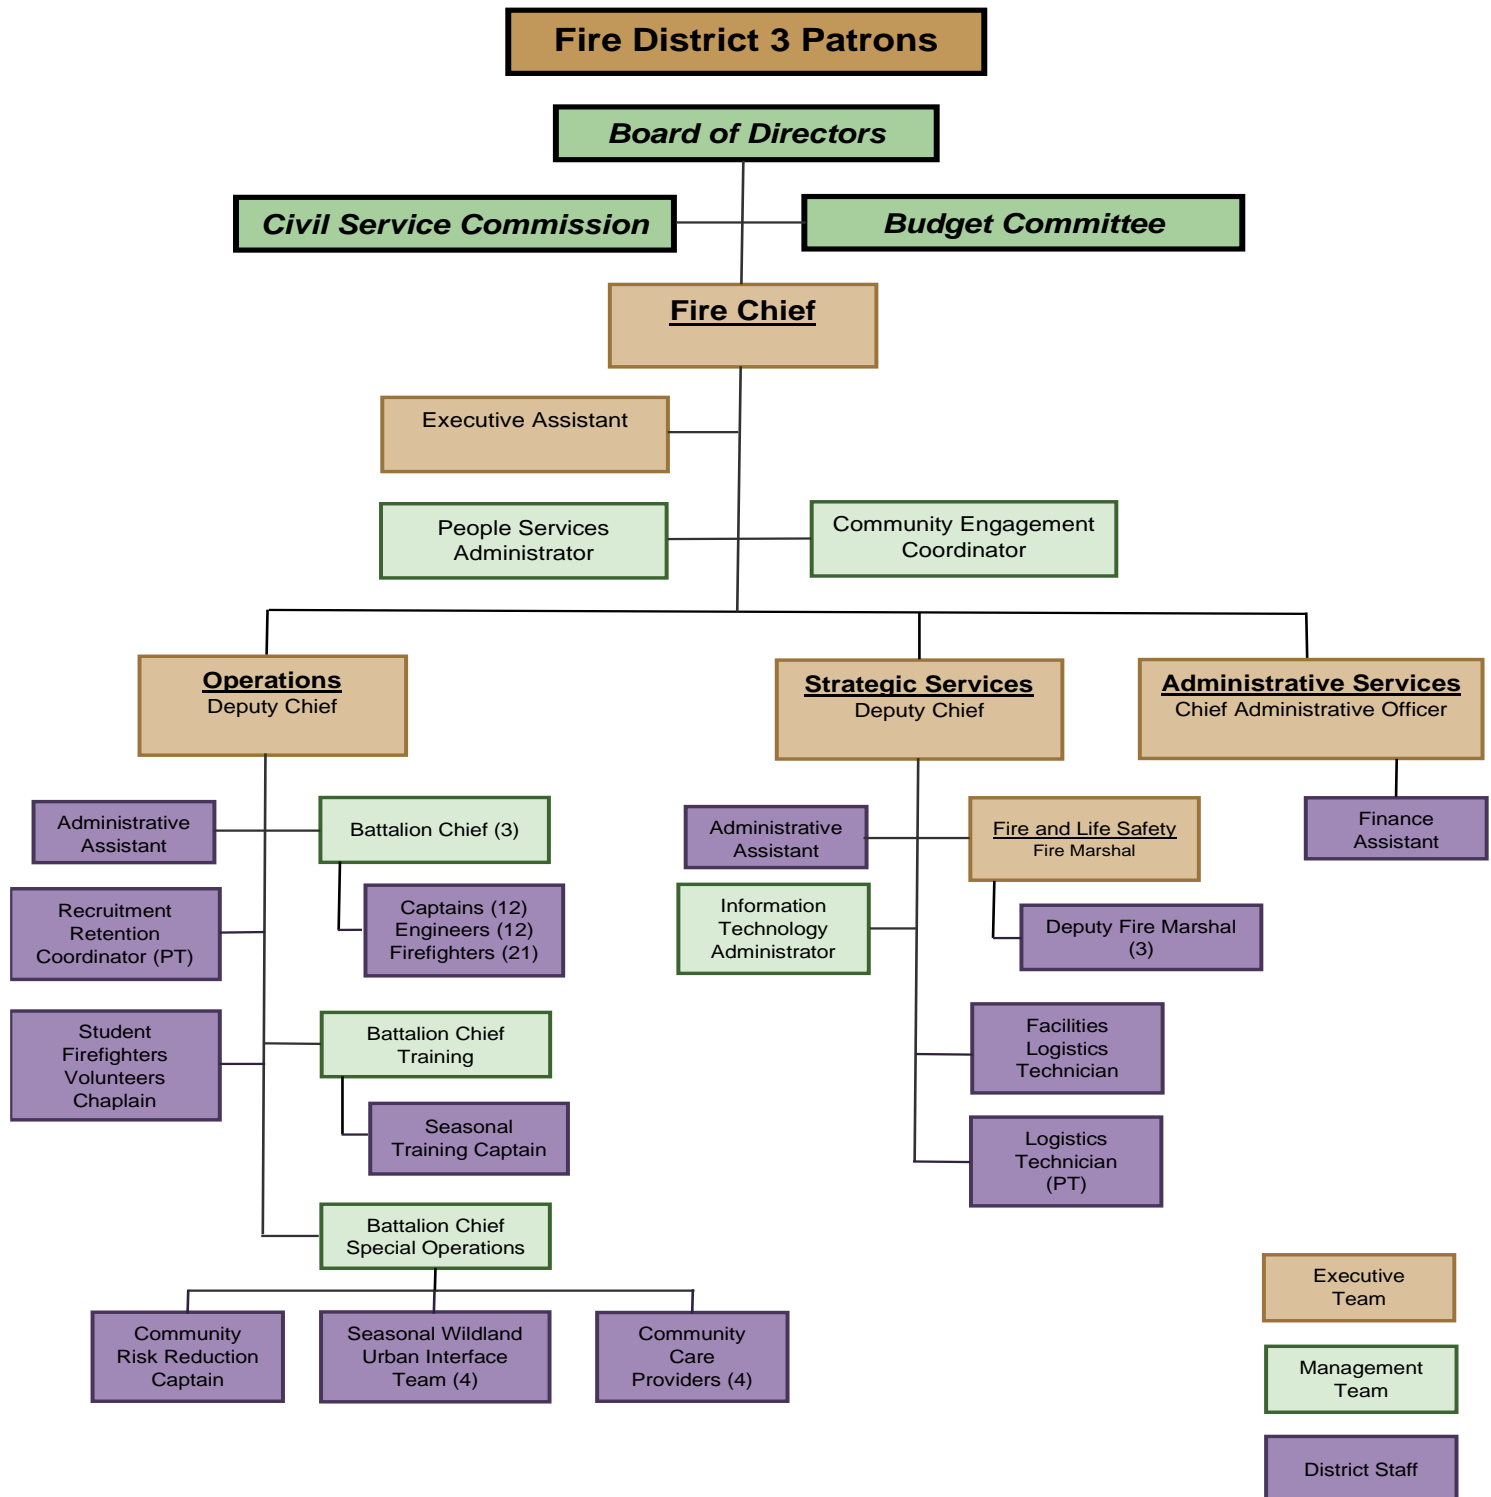 Fire District 3 Patrons
Board of Directors
Civil Service Commission
Budget Committee
Fire Chief
Executive Assistant
People Services
Administrator
Community Engagement
Coordinator
Operations
Deputy Chief
Strategic Services
Deputy Chief
Administrative Services
Chief Administrative Officer
Administrative
Assistant
Battalion Chief (3)
Captains (12)
Engineers (12)
Firefighters (21)
Recruitment
Retention
Coordinator (PT)
Student
Firefighters
Volunteers
Chaplain
Battalion Chief
Training
Seasonal
Training Captain
Battalion Chief
Special Operations
Community
Risk Reduction
Captain
Seasonal Wildland
Urban Interface
Team (4)
Community
Care
Providers (4)
Administrative
Assistant
Fire and Life Safety
Fire Marshal
Information
Technology
Administrator
Deputy Fire Marshal
(3)
Facilities
Logistics
Technician
Logistics
Technician
(PT)
Finance
Assistant
Executive
Team
Management
Team
District Staff